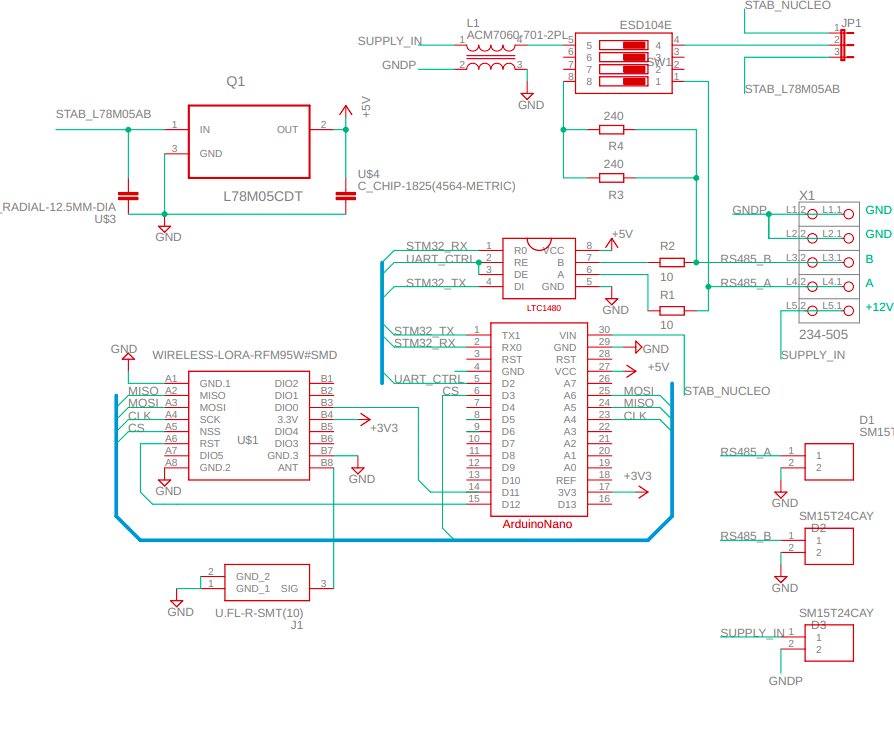 STAB_NUCLEO
JP1
1
2
3
STAB_L78M05AB
L1
ACM7060-701-2PL
SUPPLY_IN
1
4
GNDP
2
3
GND
ESD104E
5
5
4
4
6
6
3
3
7
7
2
2
8
8
1
1
SW1
240
R4
240
R3
Q1
STAB_L78M05AB
1
IN
OUT
2
+5V
3
GND
L78M05CDT
U$4
C_CHIP-1825(4564-METRIC)
_RADIAL-12.5MM-DIA
U$3
GND
X1
GNDP
L1.2
L1.1
GND
L2.2
L2.1
GND
RS485_B
L3.2
L3.1
B
RS485_A
L4.2
L4.1
A
L5.2
L5.1
+12V
234-505
SUPPLY_IN
STM32_RX
1
R0
VCC
8
+5V
UART_CTRL
2
RE
B
7
3
DE
A
6
STM32_TX
4
DI
GND
5
GND
LTC1480
R2
10
R1
10
STM32_TX
1
TX1
VIN
30
STM32_RX
2
RX0
GND
29
GND
3
RST
RST
28
4
GND
VCC
27
+5V
UART_CTRL
5
D2
A7
26
CS
6
D3
A6
25
MOSI
7
D4
A5
24
MISO
8
D5
A4
23
CLK
9
D6
A3
22
10
D7
A2
21
11
D8
A1
20
12
D9
A0
19
13
D10
REF
18
14
D11
3V3
17
+3V3
15
D12
D13
16
ArduinoNano
STAB_NUCLEO
GND
WIRELESS-LORA-RFM95W#SMD
A1
GND.1
DIO2
B1
MISO
A2
MISO
DIO1
B2
MOSI
A3
MOSI
DIO0
B3
CLK
A4
SCK
3.3V
B4
+3V3
CS
A5
NSS
DIO4
B5
A6
RST
DIO3
B6
U$1
A7
DIO5
GND.3
B7
A8
GND.2
ANT
B8
GND
GND
2
GND_2
1
GND_1
SIG
3
GND
U.FL-R-SMT(10)
J1
D1
SM15T
RS485_A
1
1
2
2
GND
SM15T24CAY
D2
RS485_B
1
1
2
2
GND
SM15T24CAY
D3
SUPPLY_IN
1
1
2
2
GNDP